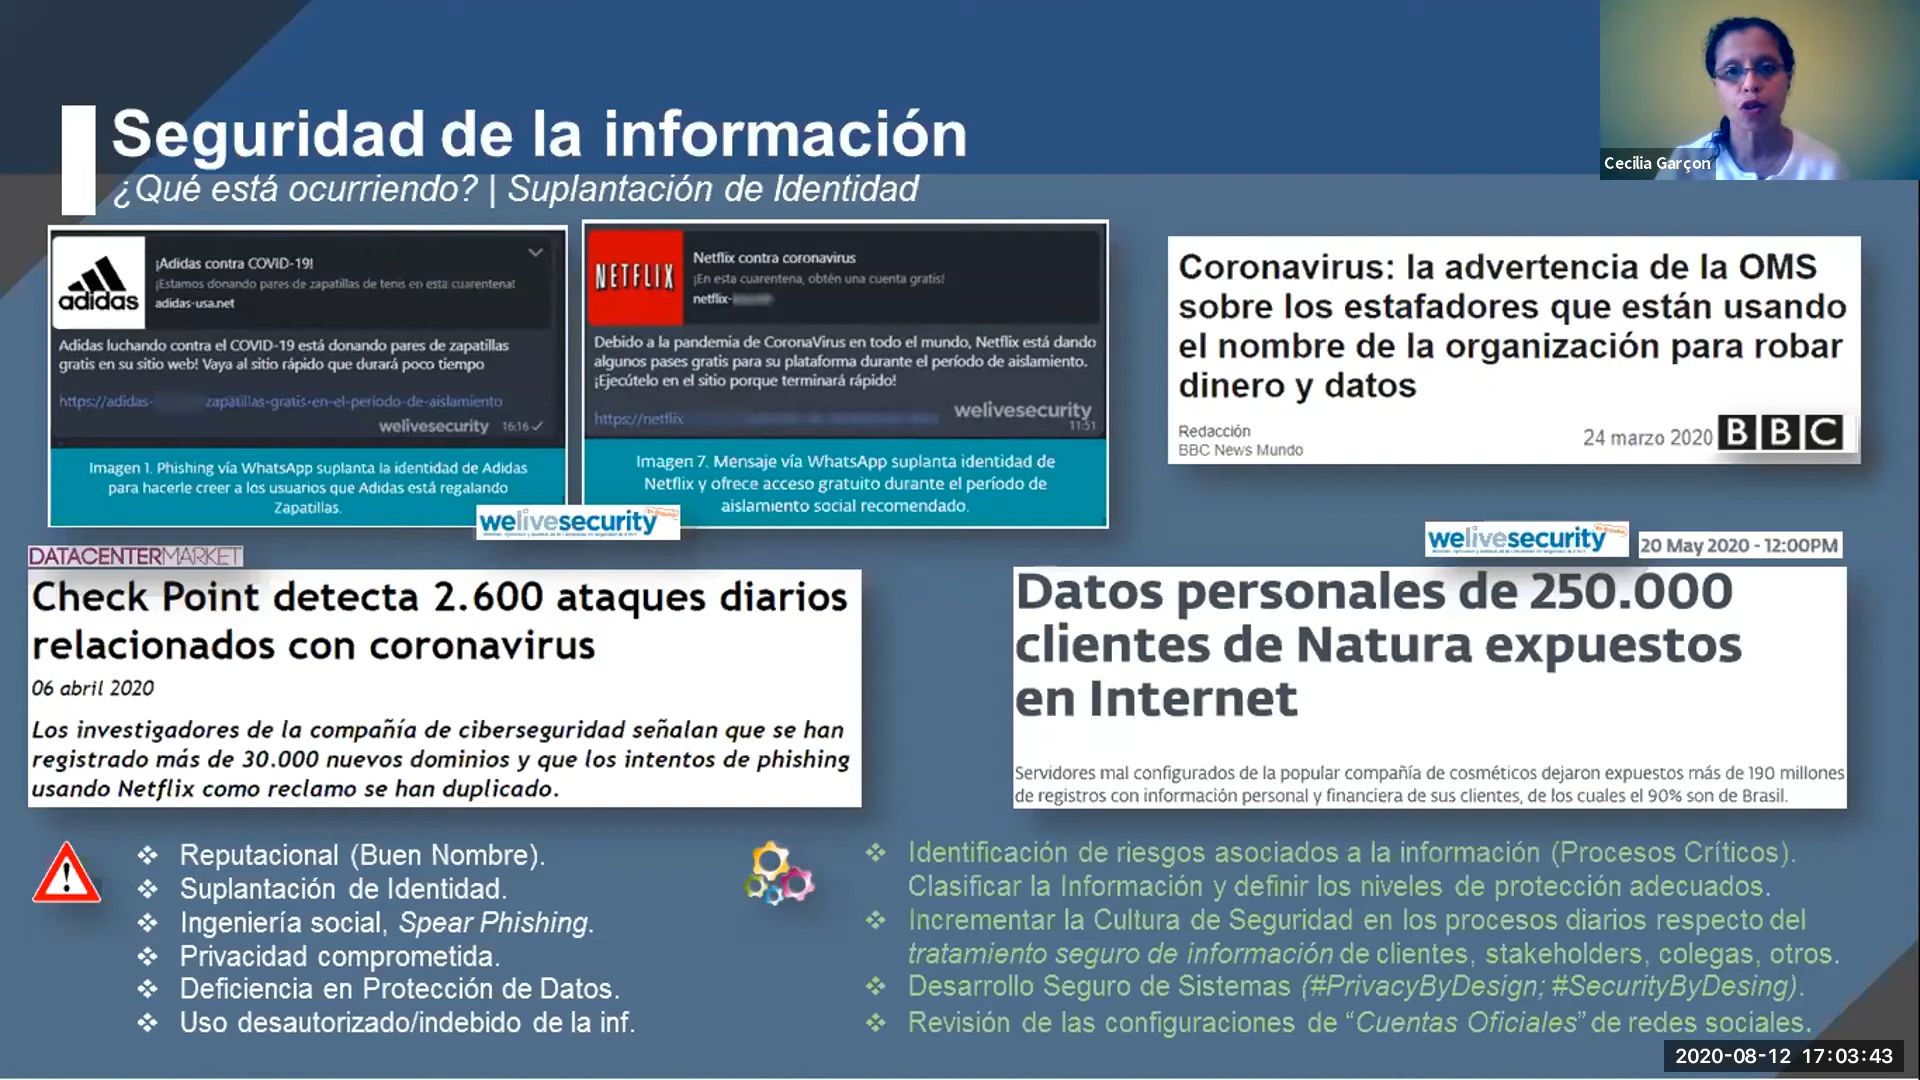 Seguridad de la información
¿Qué está ocurriendo? | Suplantación de Identidad
Cecilia Garçon
adidas
¡Adidas contra COVID-19!
¡Estamos donando pares de zapatillas de tenis en esta cuarentena!
adidas-usa.net
Adidas luchando contra el COVID-19 está donando pares de zapatillas
gratis en su sitio web! Vaya al sitio rápido que durará poco tiempo
https://adidas- zapatillas-gratis-en-el-periodo-de-aislamiento
welivesecurity 16:16
Imagen 1. Phishing vía WhatsApp suplanta la identidad de Adidas
para hacerle creer a los usuarios que Adidas está regalando
Zapatillas.
NETFLIX
Netflix contra coronavirus
¡En esta cuarentena, obtén una cuenta gratis!
netflix-
Debido a la pandemia de CoronaVirus en todo el mundo, Netflix está dando
algunos pases gratis para su plataforma durante el período de aislamiento.
¡Ejecútelo en el sitio porque terminará rápido!
https://netflix
welivesecurity
11:51
Imagen 7. Mensaje vía WhatsApp suplanta identidad de
Netflix y ofrece acceso gratuito durante el período de
aislamiento social recomendado.
welivesecurity
Coronavirus: la advertencia de la OMS
sobre los estafadores que están usando
el nombre de la organización para robar
dinero y datos
Redacción
BBC News Mundo
24 marzo 2020 BBC
DATACENTERMARKET
Check Point detecta 2.600 ataques diarios
relacionados con coronavirus
06 abril 2020
Los investigadores de la compañía de ciberseguridad señalan que se han
registrado más de 30.000 nuevos dominios y que los intentos de phishing
usando Netflix como reclamo se han duplicado.
welivesecurity
20 May 2020 - 12:00PM
Datos personales de 250.000
clientes de Natura expuestos
en Internet
Servidores mal configurados de la popular compañía de cosméticos dejaron expuestos más de 190 millones
de registros con información personal y financiera de sus clientes, de los cuales el 90% son de Brasil.
❖ Reputacional (Buen Nombre).
❖ Suplantación de Identidad.
❖ Ingeniería social, Spear Phishing.
❖ Privacidad comprometida.
❖ Deficiencia en Protección de Datos.
❖ Uso desautorizado/indebido de la inf.
❖ Identificación de riesgos asociados a la información (Procesos Críticos).
Clasificar la Información y definir los niveles de protección adecuados.
❖ Incrementar la Cultura de Seguridad en los procesos diarios respecto del
tratamiento seguro de información de clientes, stakeholders, colegas, otros.
❖ Desarrollo Seguro de Sistemas (#PrivacyByDesign; #SecurityByDesing).
❖ Revisión de las configuraciones de “Cuentas Oficiales” de redes sociales.
2020-08-12 17:03:43